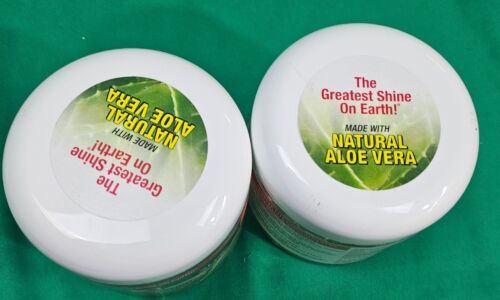 The
Greatest Shine
On Earth!
MADE WITH
NATURAL
ALOE VERA
The
Greatest Shine
On Earth!®
MADE WITH
NATURAL
ALOE VERA